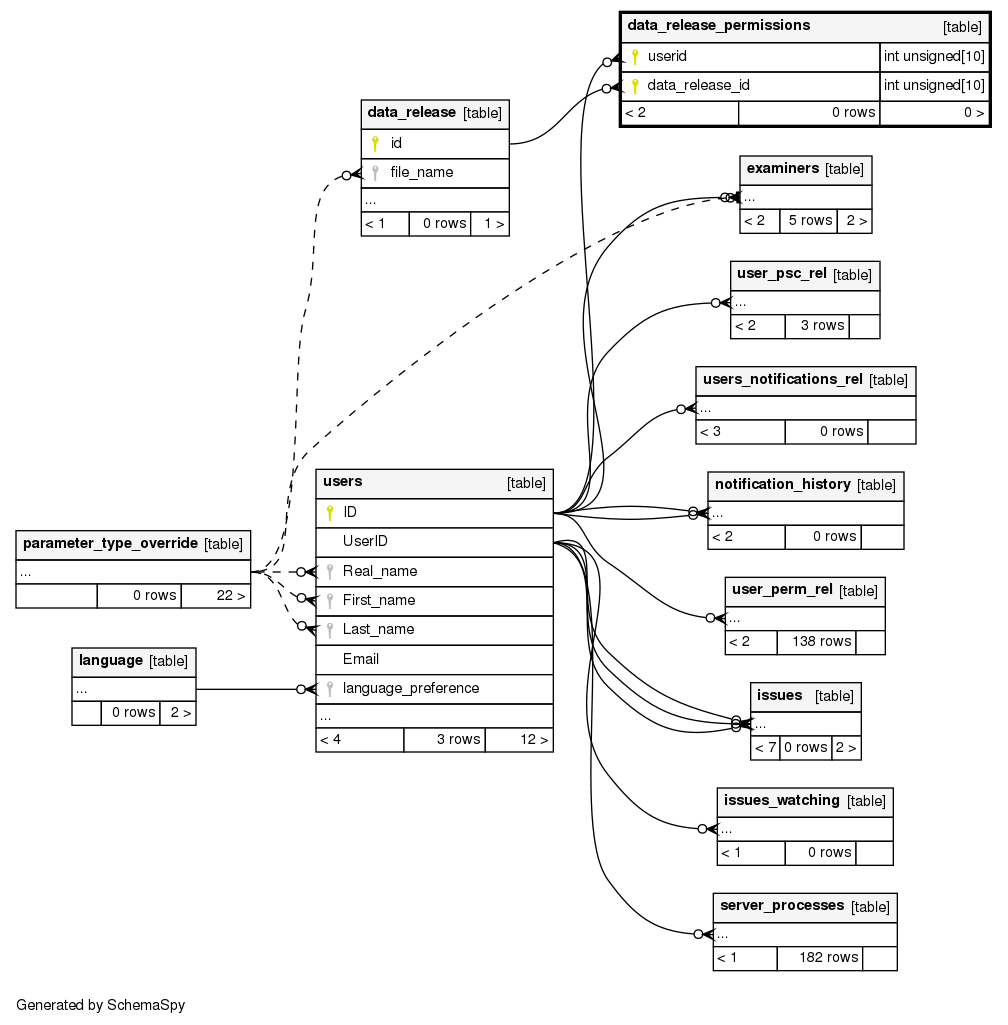 data_release_permissions [table]
userid int unsigned[10]
data_release_id int unsigned[10]
< 2 0 rows 0 >
data_release [table]
id
file_name
...
< 1 0 rows 1 >
examiners [table]
...
< 2 5 rows 2 >
user_psc_rel [table]
...
< 2 3 rows
users_notifications_rel [table]
...
< 3 0 rows
users [table]
ID
UserID
Real_name
First_name
Last_name
Email
language_preference
...
< 4 3 rows 12 >
notification_history [table]
...
< 2 0 rows
parameter_type_override [table]
...
0 rows 22 >
user_perm_rel [table]
...
< 2 138 rows
language [table]
...
0 rows 2 >
issues [table]
...
< 7 0 rows 2 >
issues_watching [table]
...
< 1 0 rows
server_processes [table]
...
< 1 182 rows
Generated by SchemaSpy